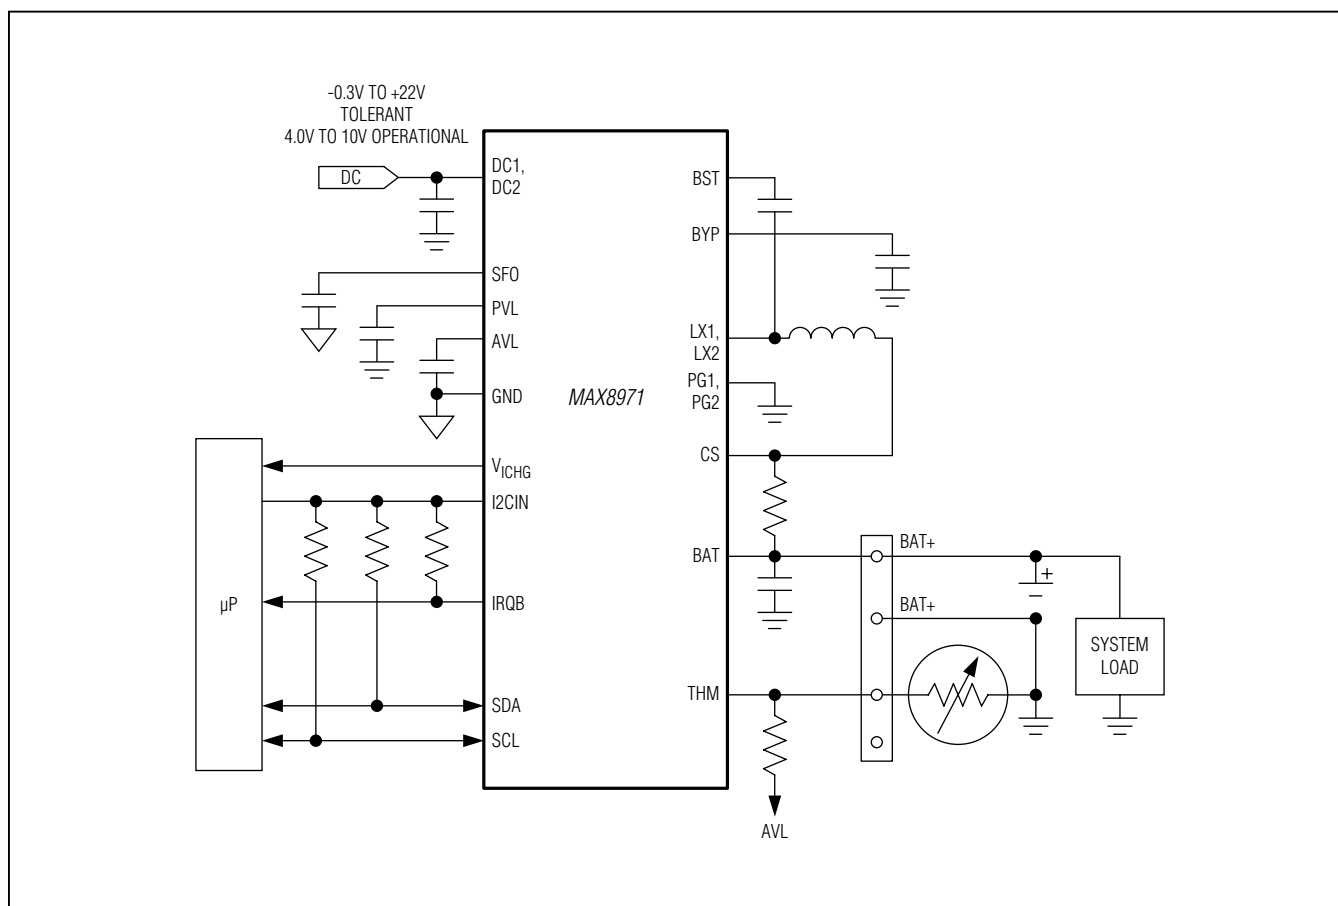 -0.3V TO +22V
TOLERANT
4.0V TO 10V OPERATIONAL
DC
DC1,
DC2
SFO
PVL
AVL
GND
VICHG
I2CIN
IRQB
SDA
SCL
µP
MAX8971
BST
BYP
LX1,
LX2
PG1,
PG2
CS
BAT
THM
AVL
BAT+
+
BAT+
SYSTEM
LOAD